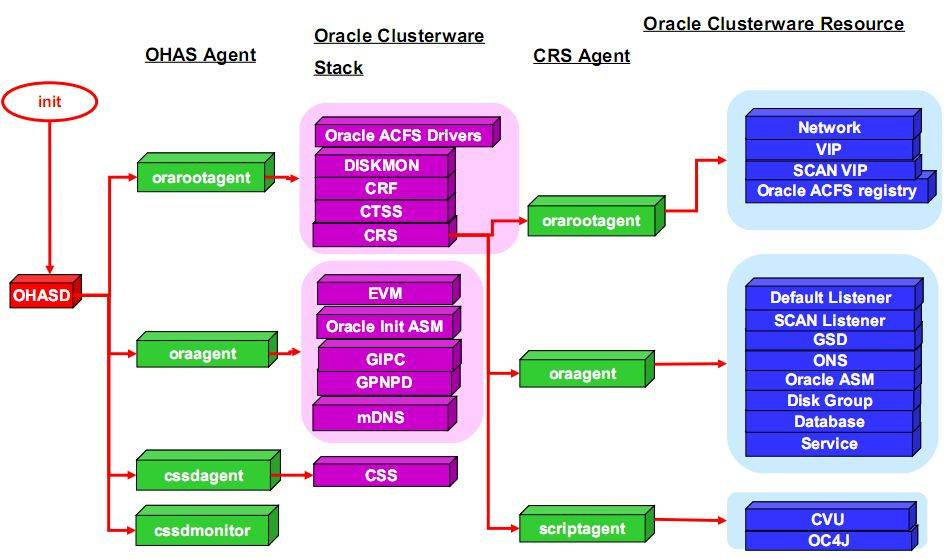 Oracle Clusterware Resource
OHAS Agent
Oracle Clusterware
Stack
CRS Agent
init
OHASD
orarootagent
oraagent
cssdagent
cssdmonitor
Oracle ACFS Drivers
DISKMON
CRF
CTSS
CRS
EVM
Oracle Init ASM
GIPC
GPNPD
mDNS
CSS
orarootagent
oraagent
scriptagent
Network
VIP
SCAN VIP
Oracle ACFS registry
Default Listener
SCAN Listener
GSD
ONS
Oracle ASM
Disk Group
Database
Service
CVU
OC4J